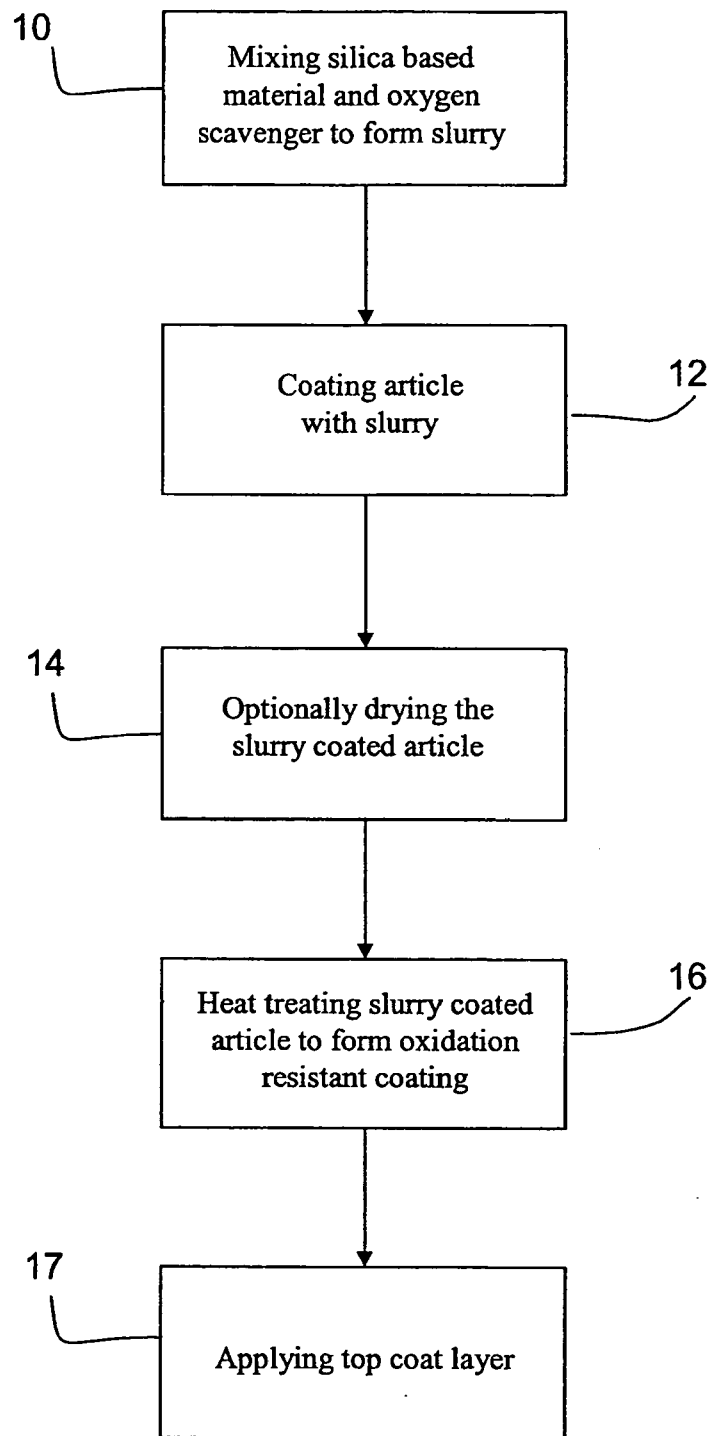 10
Mixing silica based
material and oxygen
scavenger to form slurry
Coating article
with slurry
12
14
Optionally drying the
slurry coated article
Heat treating slurry coated
article to form oxidation
resistant coating
16
17
Applying top coat layer